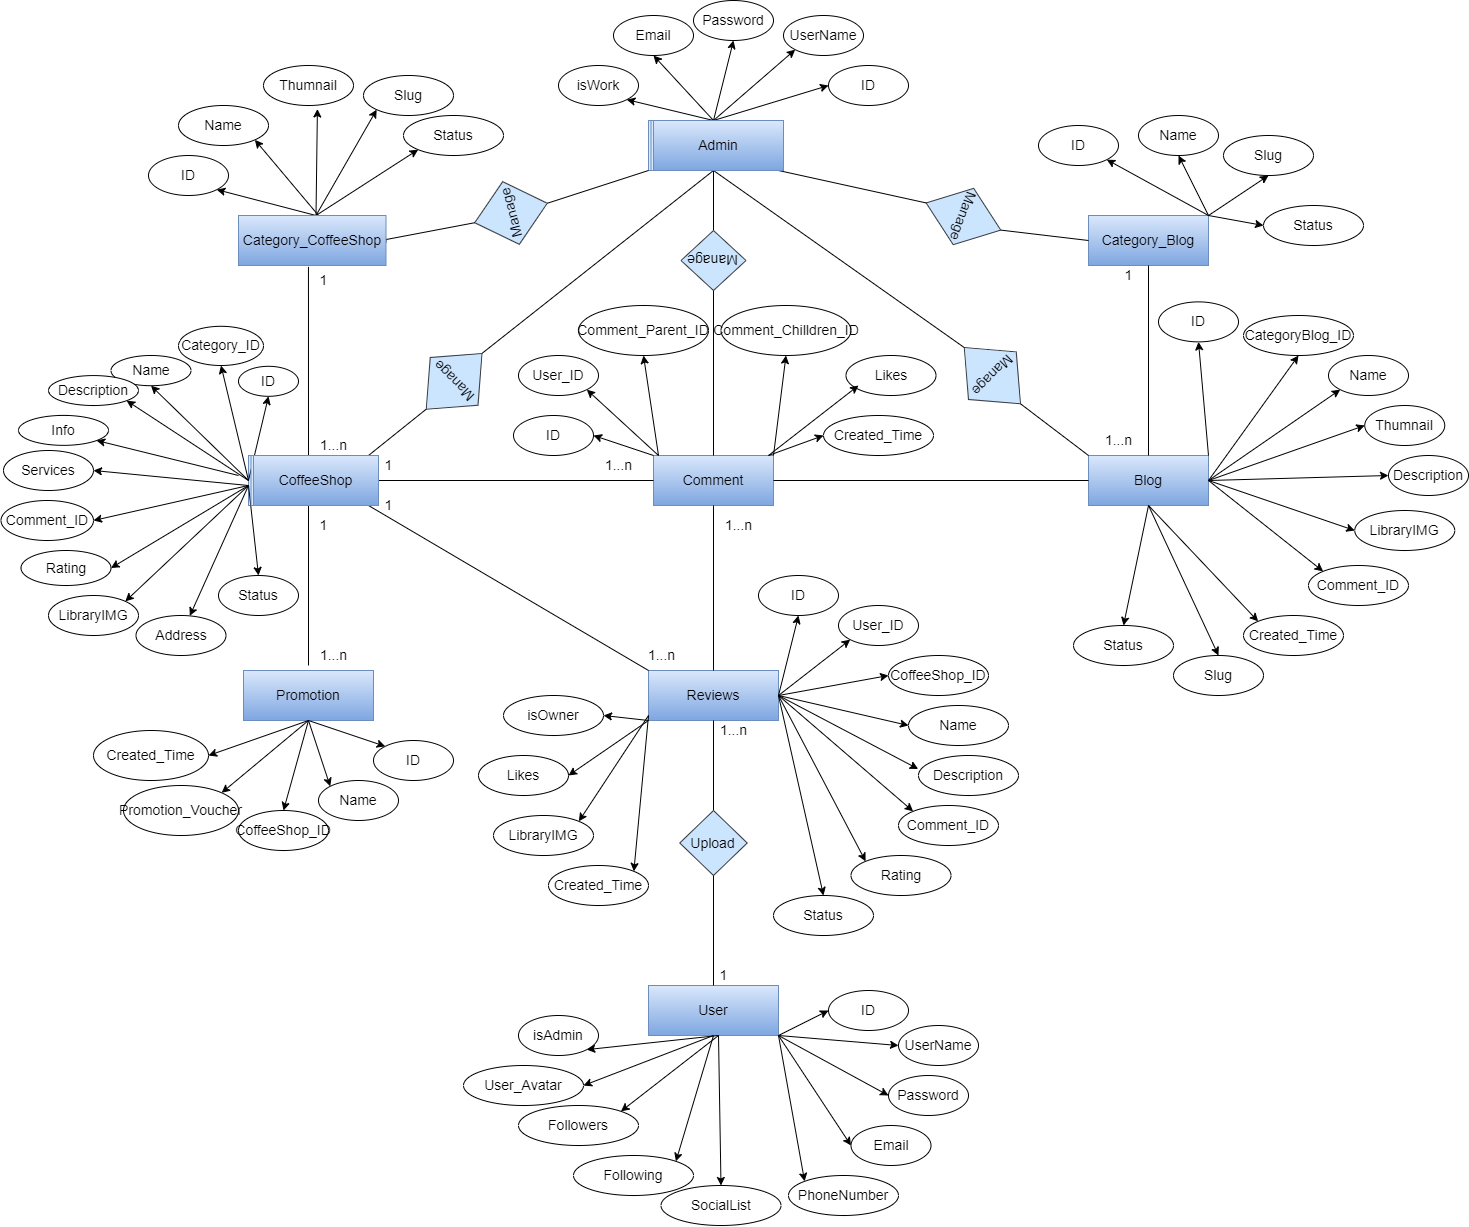 Password
Email
UserName
isWork
ID
Admin
Thumnail
Slug
Name
Status
ID
Category_CoffeeShop
Manage
Manage
Manage
ID
Name
Slug
Status
Category_Blog
1
1
Comment_Parent_ID
Comment_Chilldren_ID
User_ID
Likes
ID
Created_Time
Manage
Manage
Category_ID
Name
ID
Description
Info
Services
Comment_ID
Rating
LibraryIMG
Address
Status
1...n
1
CoffeeShop
1
1
1...n
Comment
1...n
1...n
Blog
ID
CategoryBlog_ID
Name
Thumnail
Description
LibraryIMG
Comment_ID
Created_Time
Slug
Status
1...n
Promotion
Created_Time
Promotion_Voucher
CoffeeShop_ID
Name
ID
1...n
Reviews
1...n
isOwner
Likes
LibraryIMG
Created_Time
ID
User_ID
CoffeeShop_ID
Name
Description
Comment_ID
Rating
Status
Upload
1
User
isAdmin
User_Avatar
Followers
Following
SocialList
ID
UserName
Password
Email
PhoneNumber